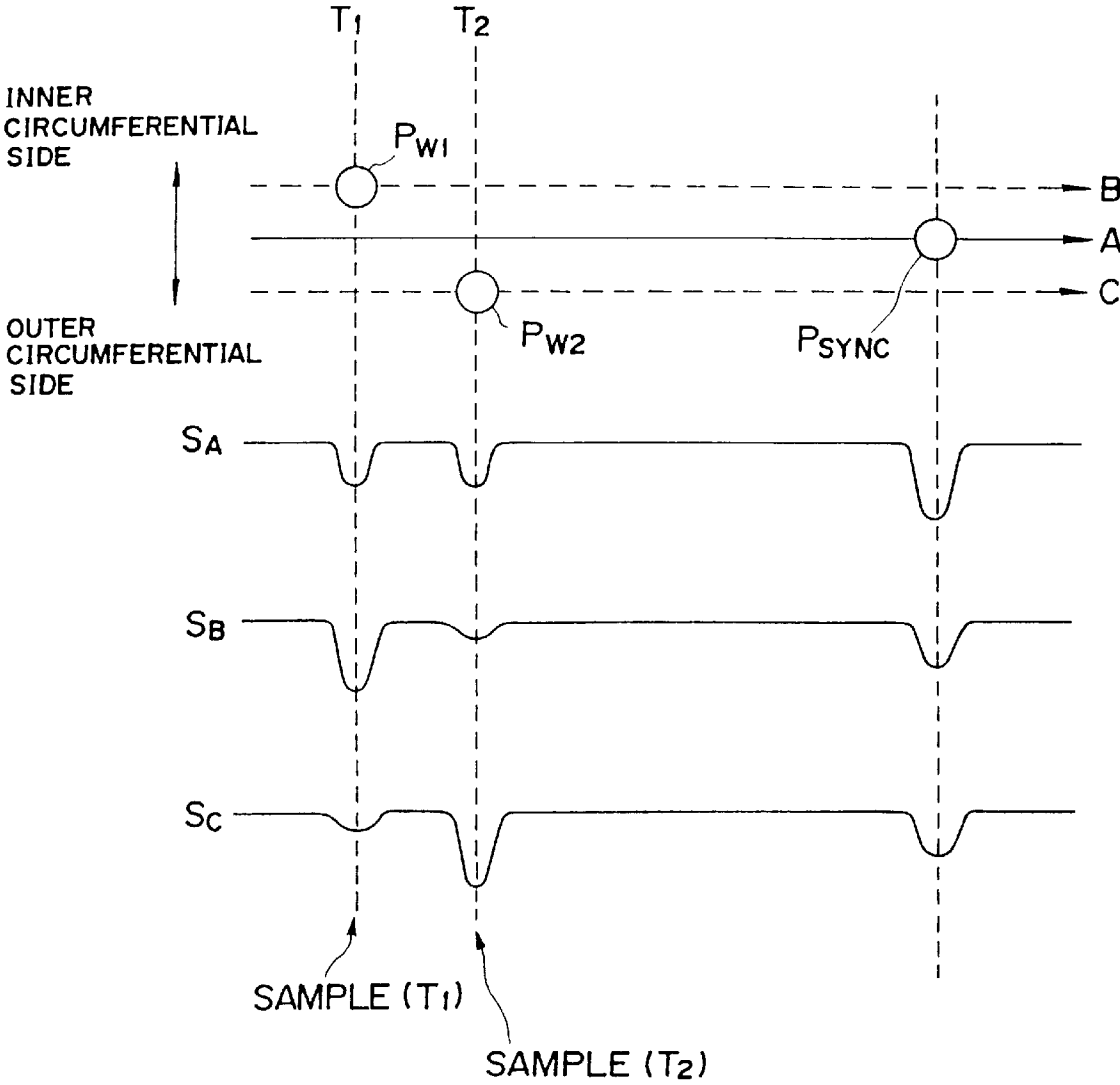 T1
T2
INNER
CIRCUMFERENTIAL
SIDE
PW1
B
A
C
OUTER
CIRCUMFERENTIAL
SIDE
PW2
PSYNC
SA
SB
SC
SAMPLE (T1)
SAMPLE (T2)